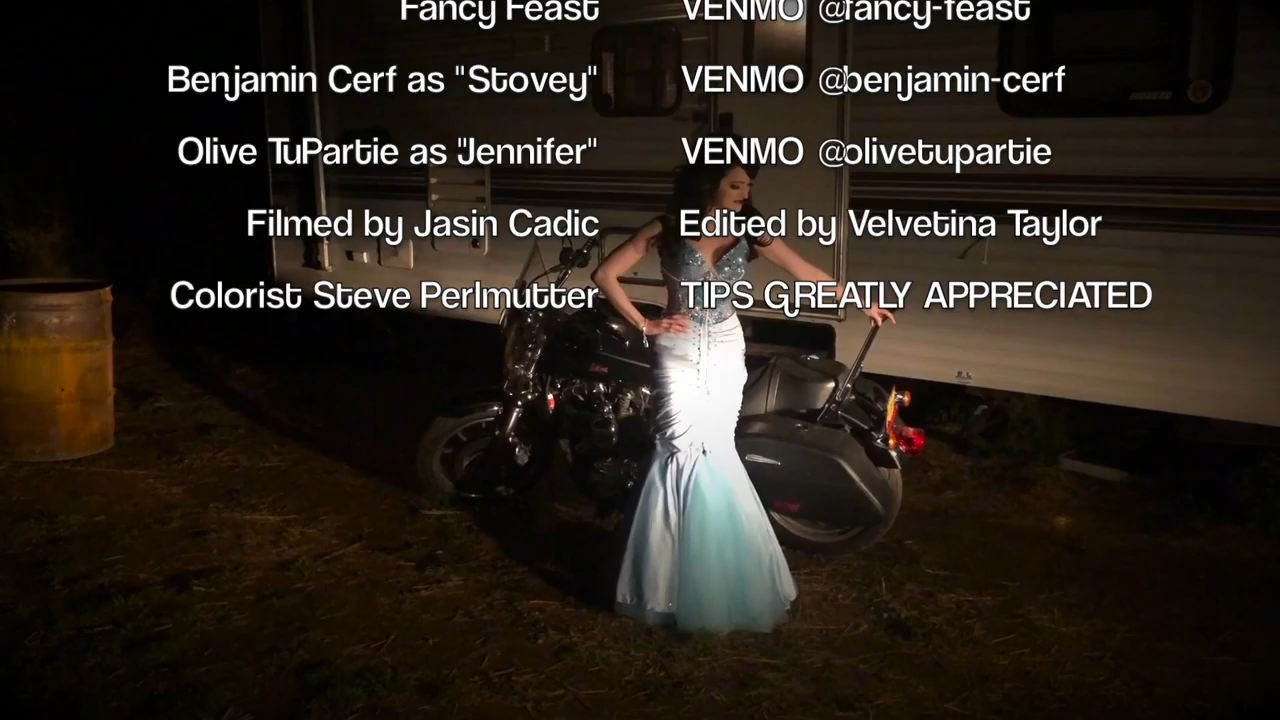 Fancy Feast VENMO @fancy-feast
Benjamin Cerf as "Stovey" VENMO @benjamin-cerf
Olive TuPartie as "Jennifer" VENMO @olivetupartie
Filmed by Jasin Cadic Edited by Velvetina Taylor
Colorist Steve Perlmutter TIPS GREATLY APPRECIATED